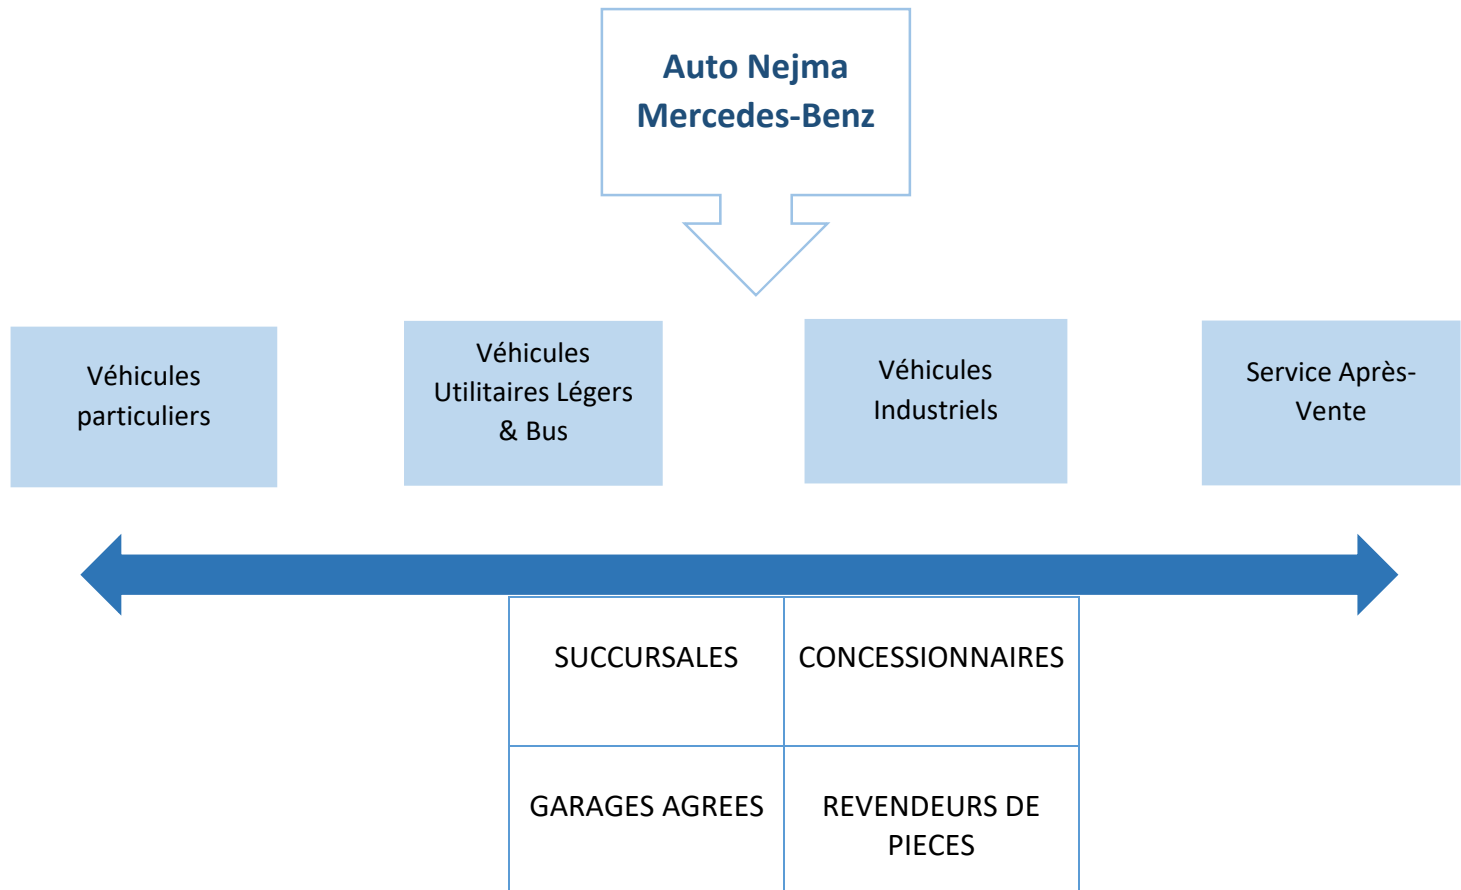 Auto Nejma
Mercedes-Benz
Véhicules
particuliers
Véhicules
Utilitaires Légers
& Bus
Véhicules
Industriels
Service Après-
Vente
SUCCURSALES
CONCESSIONNAIRES
GARAGES AGREES
REVENDEURS DE
PIECES